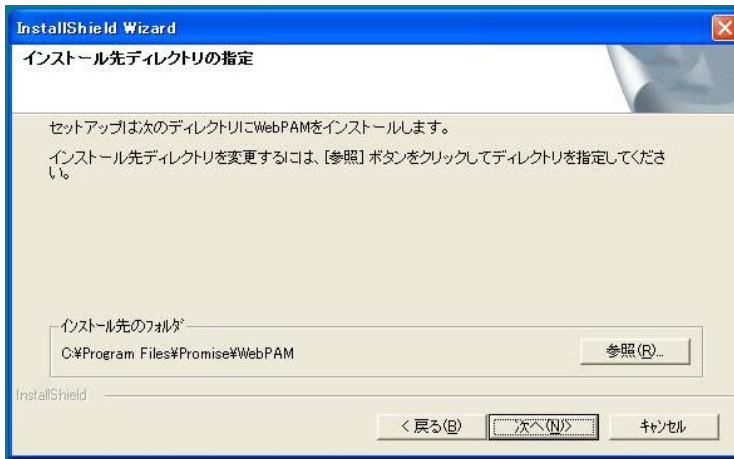 InstallShield Wizard
インストール先ディレクトリの指定
セットアップは次のディレクトリにWebPAMをインストールします。
インストール先ディレクトリを変更するには、[参照] ボタンをクリックしてディレクトリを指定してくださ
い。
インストール先のフォルダ
C:¥Program Files¥Promise¥WebPAM
参照(R)...
InstallShield
< 戻る(B)
次へ(N)>
キャンセル